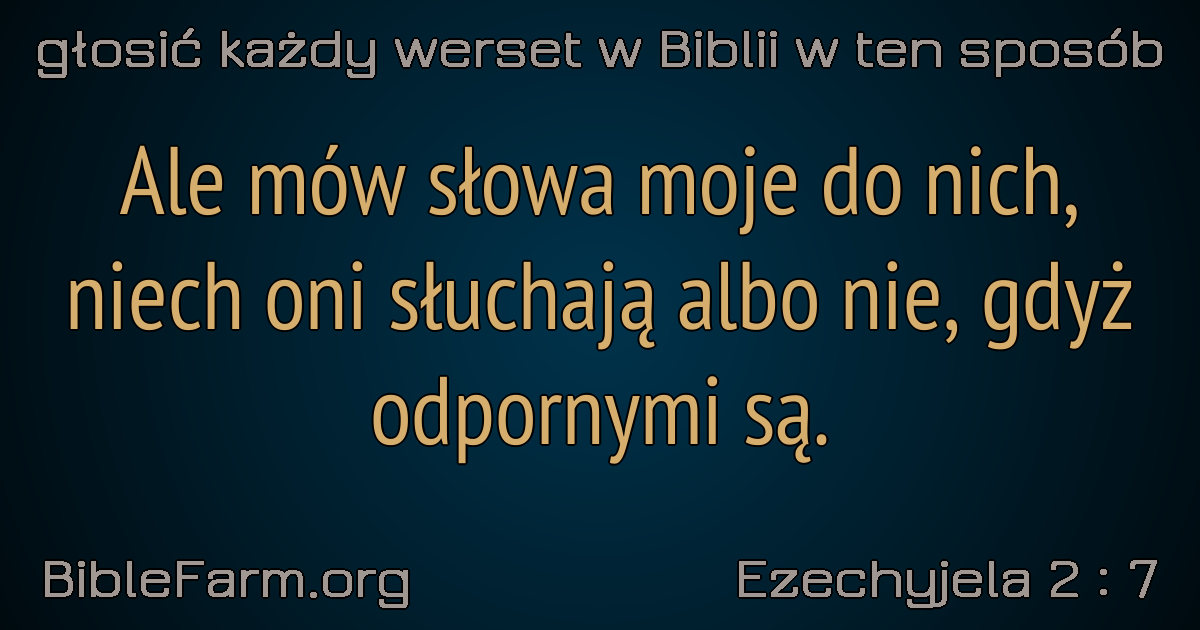 głosić każdy werset w Biblii w ten sposób
Ale mów słowa moje do nich,
niech oni słuchają albo nie, gdyż
odpornymi są.
BibleFarm.org
Ezechyjela 2 : 7